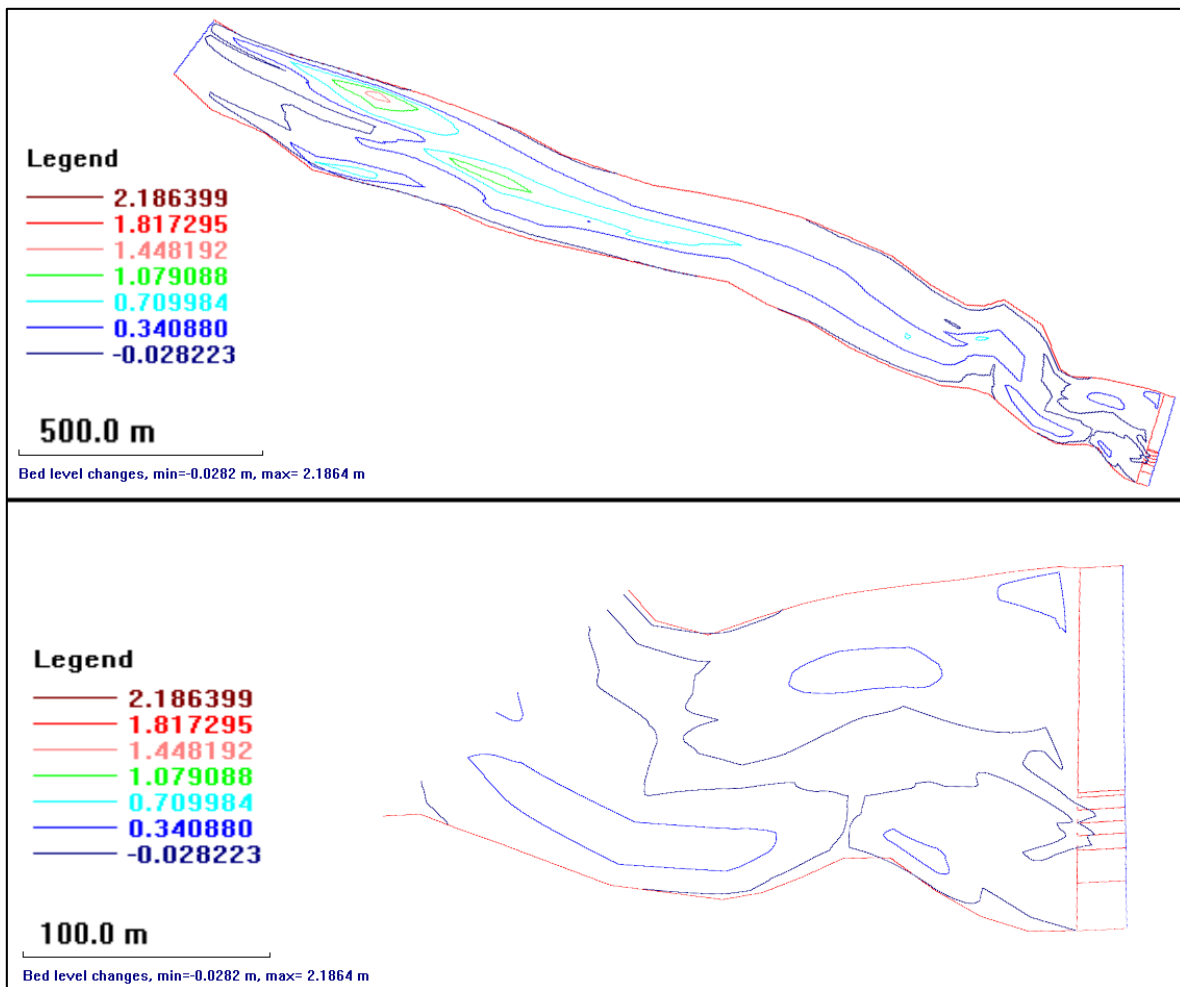 Legend
2.186399
1.817295
1.448192
1.079088
0.709984
0.340880
-0.028223
500.0 m
Bed level changes, min=-0.0282 m, max= 2.1864 m
Legend
2.186399
1.817295
1.448192
1.079088
0.709984
0.340880
-0.028223
100.0 m
Bed level changes, min=-0.0282 m, max= 2.1864 m